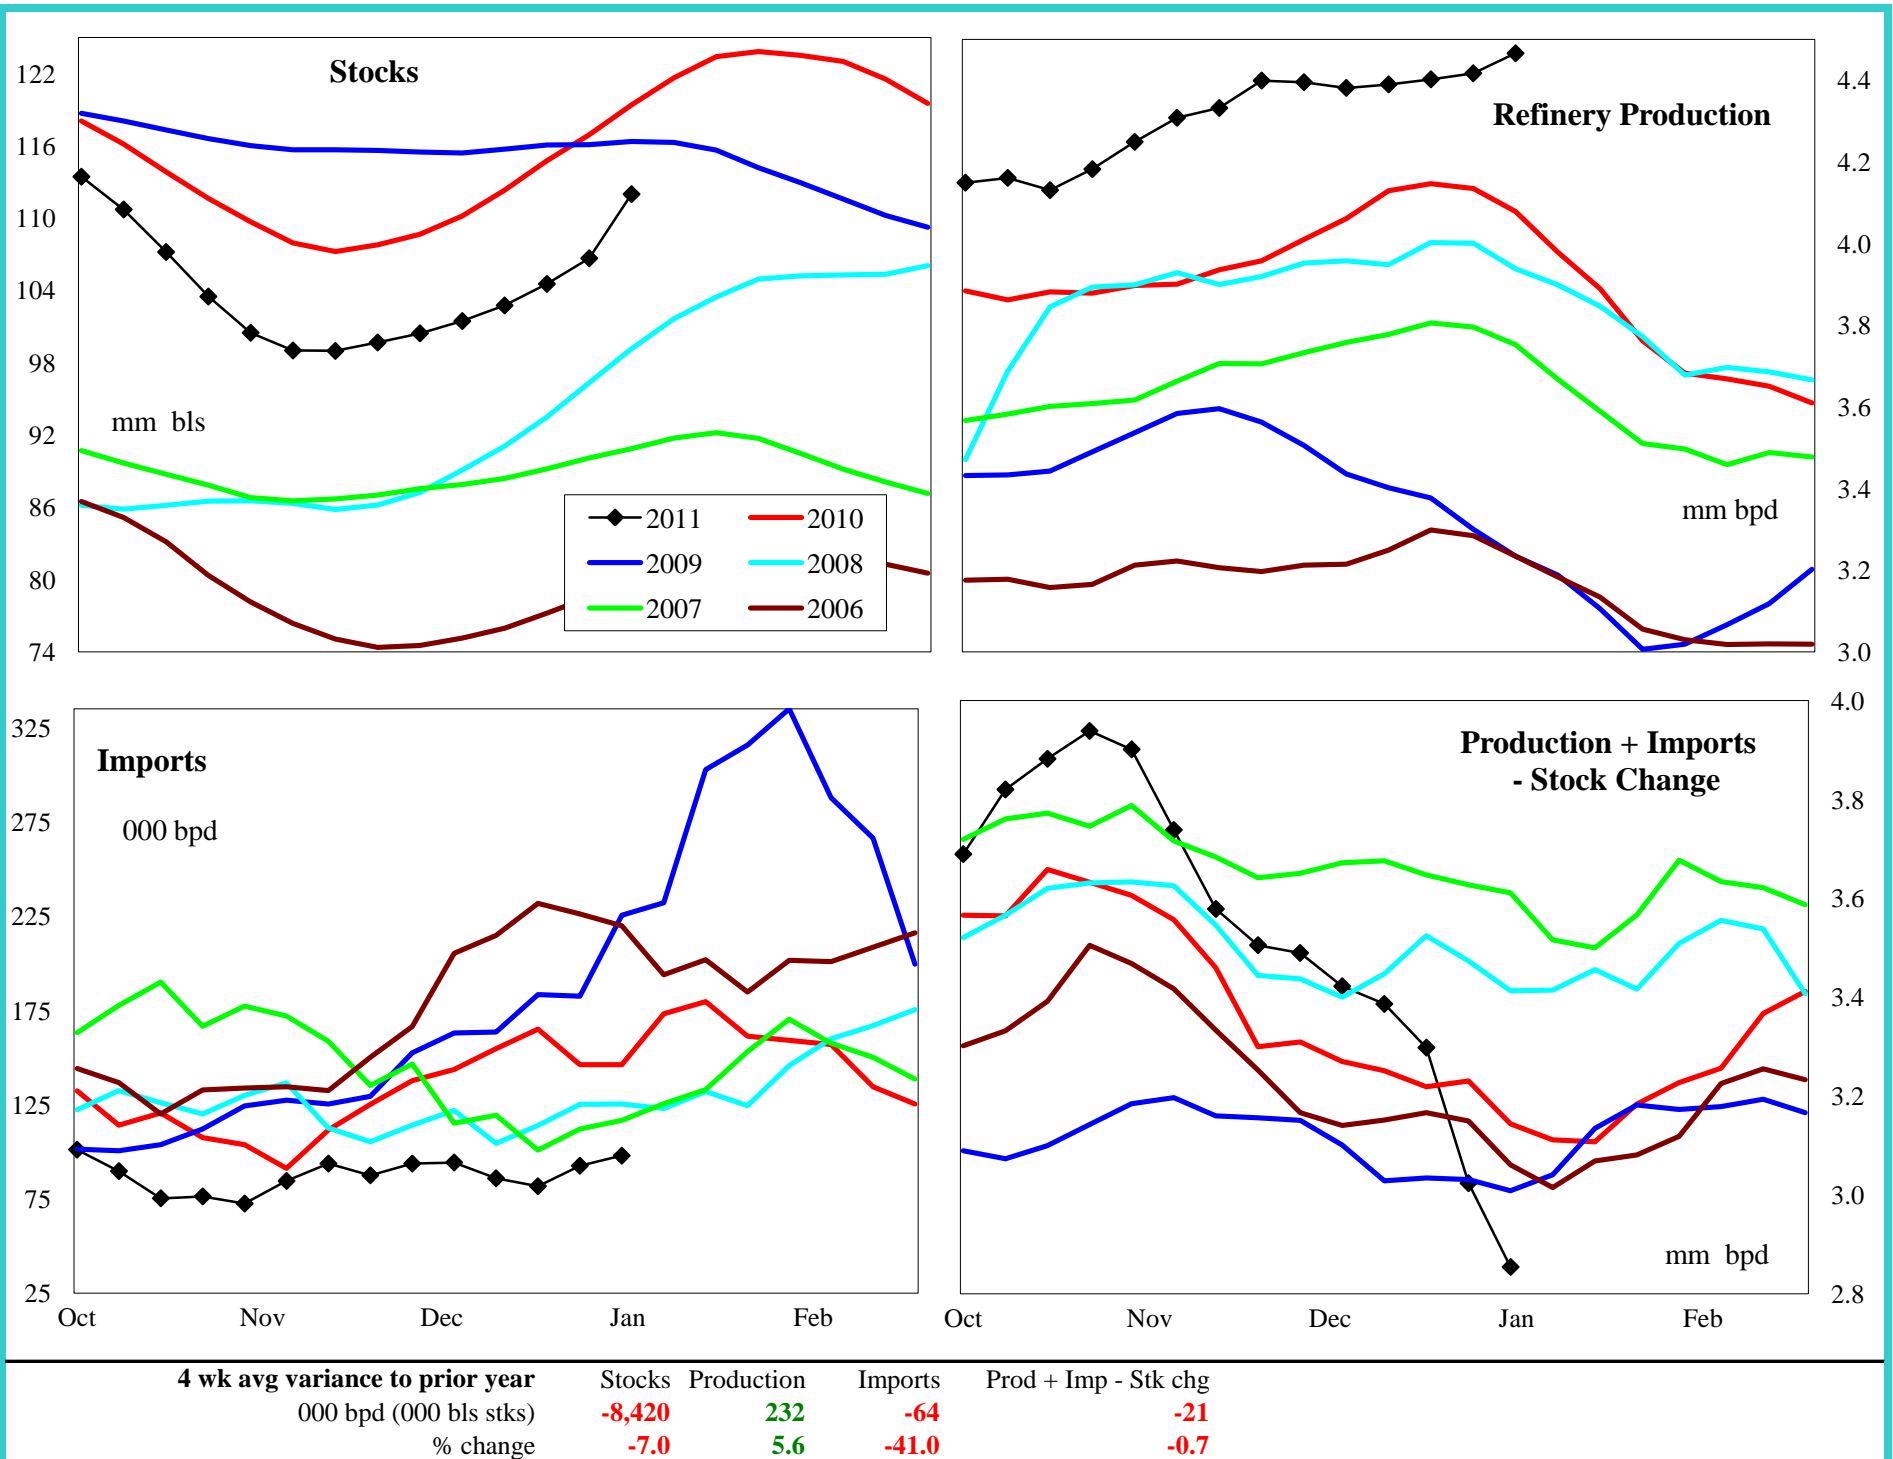 Stocks
122
116
110
104
98
92
86
80
74
mm bls
2011
2010
2009
2008
2007
2006
Refinery Production
4.4
4.2
4.0
3.8
3.6
3.4
3.2
3.0
mm bpd
Imports
000 bpd
325
275
225
175
125
75
25
Oct Nov Dec Jan Feb
Production + Imports
- Stock Change
4.0
3.8
3.6
3.4
3.2
3.0
2.8
mm bpd
Oct Nov Dec Jan Feb
4 wk avg variance to prior year Stocks Production Imports Prod + Imp - Stk chg
000 bpd (000 bls stks) -8,420 232 -64 -21
% change -7.0 5.6 -41.0 -0.7